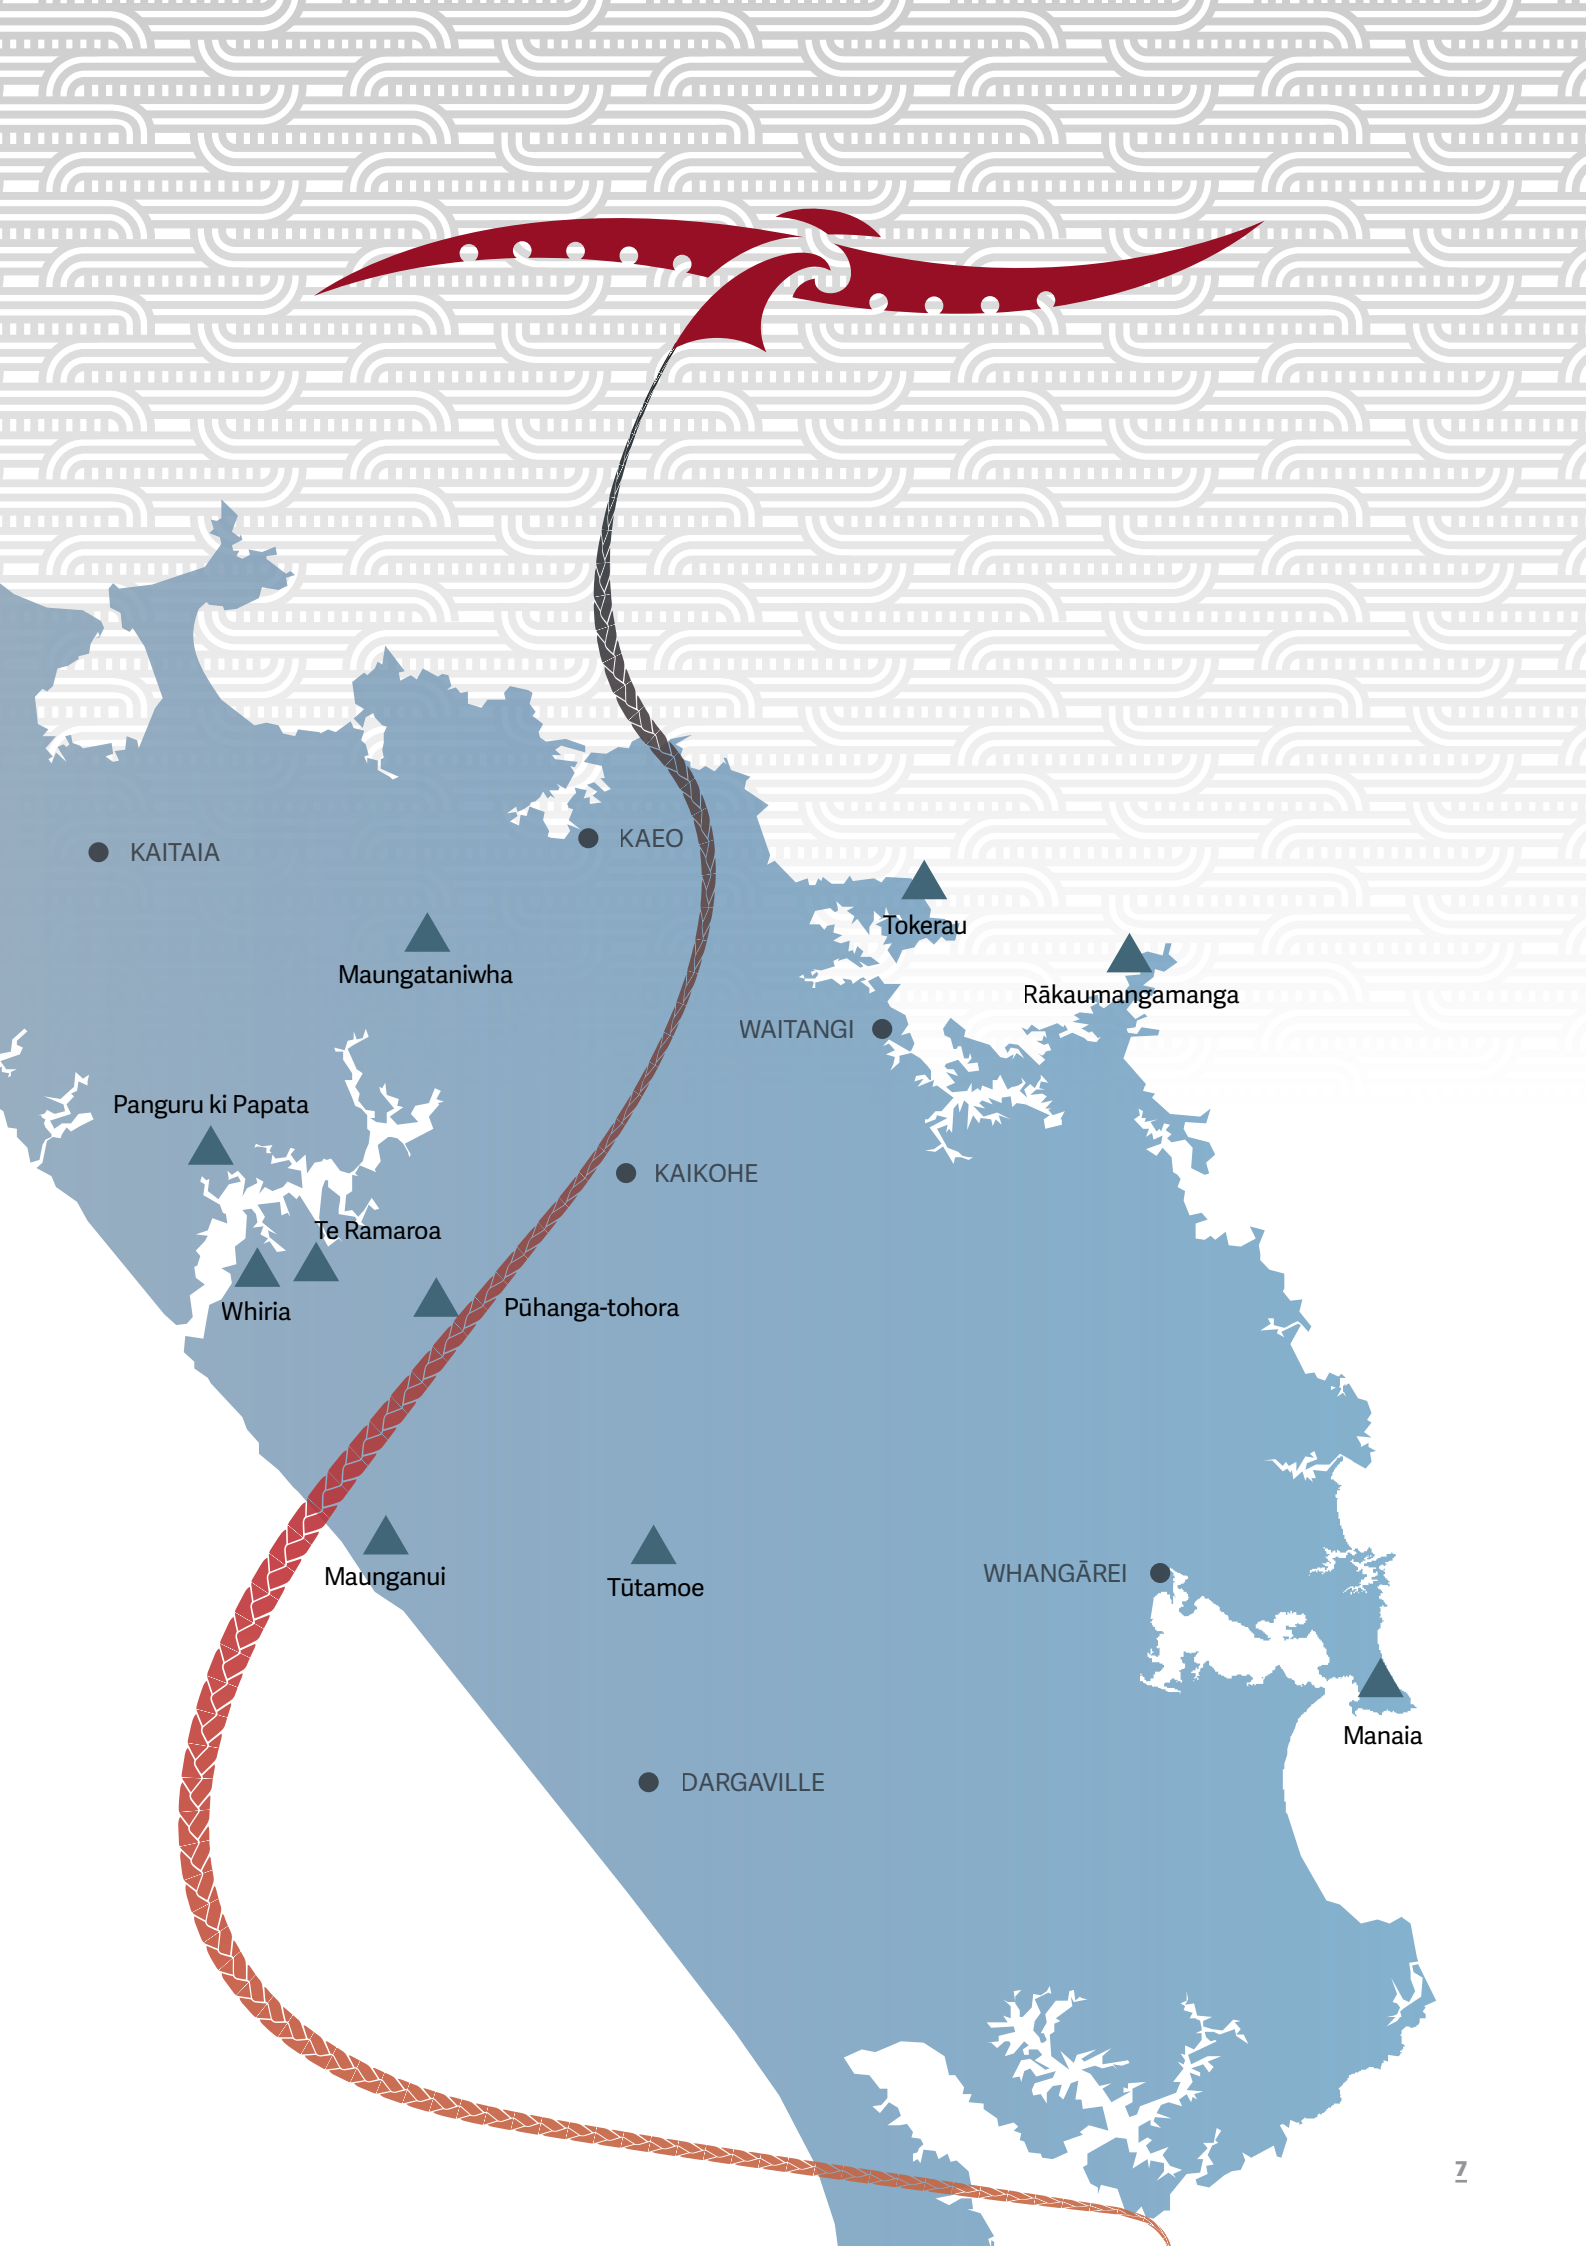 KAEO
KAITAIA
Tokerau
Maungataniwha
Rākaumangamanga
WAITANGI
Panguru ki Papata
KAIKOHE
Te Ramaroa
Whiria
Pūhanga-tohora
Maunganui
Tūtamoe
WHANGĀREI
Manaia
DARGAVILLE
7